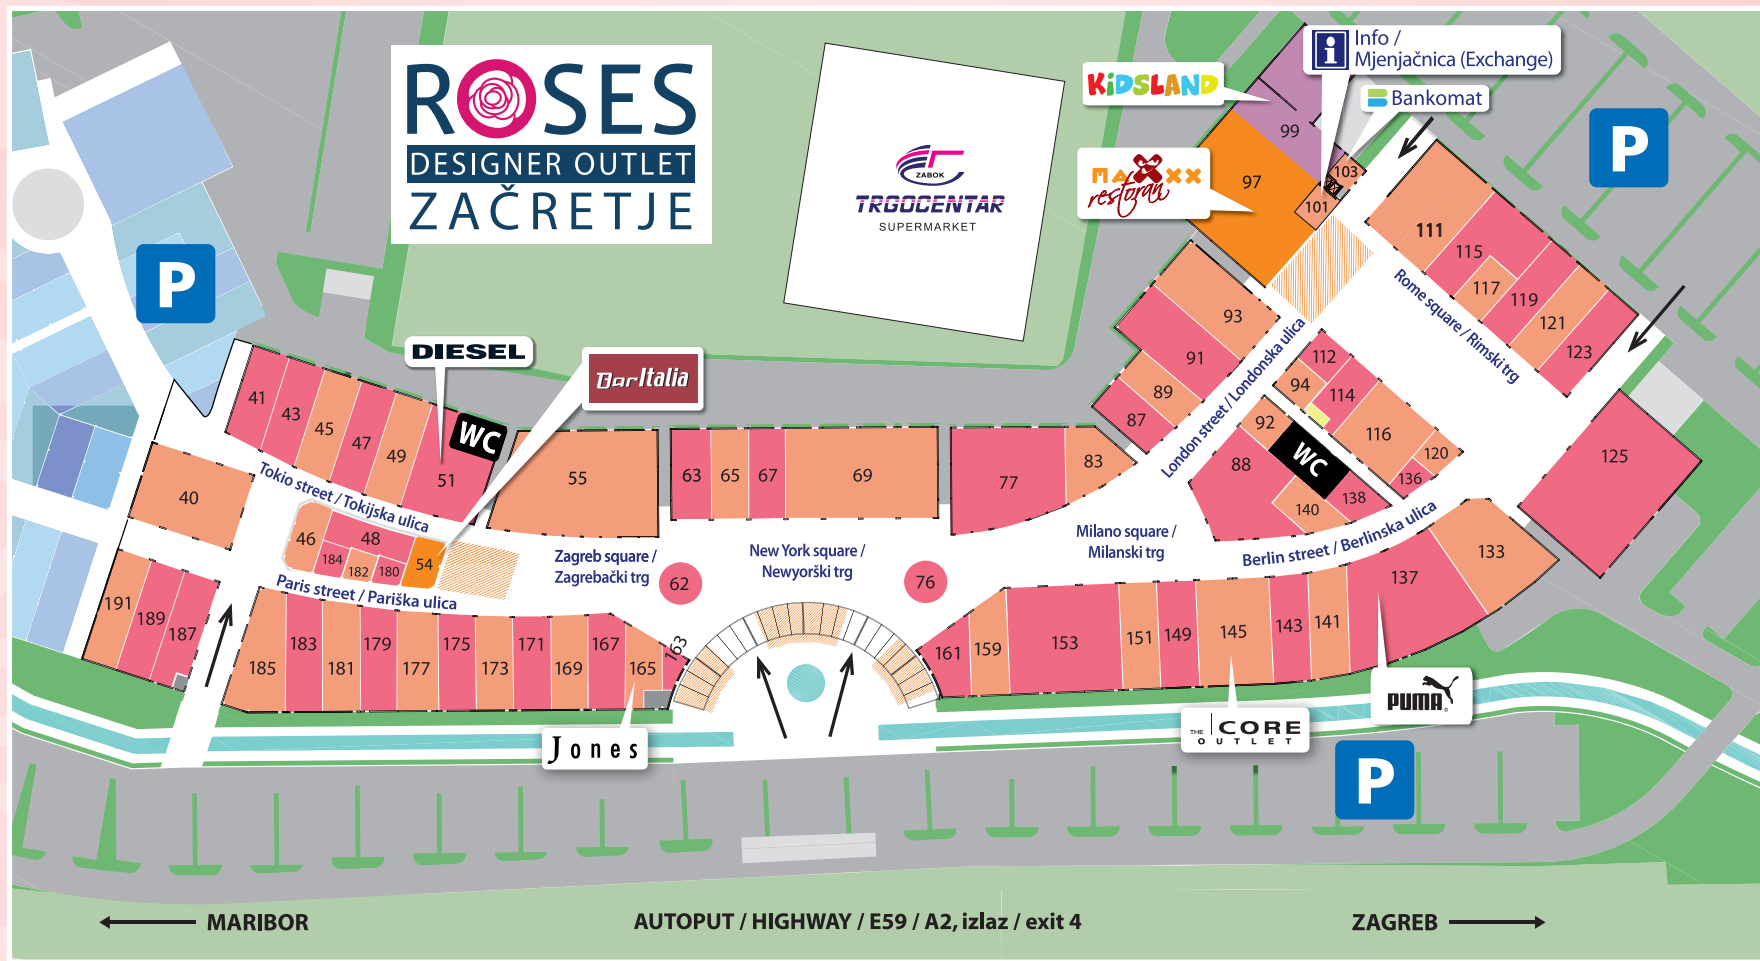 ROSES
DESIGNER OUTLET
ZAČRETJE
ZABOK
TRGOCENTAR
SUPERMARKET
KiDSLAND
MAXXX
restoran
Info /
Mjenjačnica (Exchange)
Bankomat
P
P
P
DIESEL
Bar Italia
WC
WC
Jones
THE CORE
OUTLET
PUMA
99
97
103
101
111
115
117
119
121
123
125
93
91
89
87
112
94
114
116
120
136
92
88
140
138
41
43
45
47
49
51
55
63
65
67
69
77
83
40
46
48
184
182
180
54
62
76
191
189
187
185
183
181
179
177
175
173
171
169
167
165
163
161
159
153
151
149
145
143
141
137
133
Rome square / Rimski trg
London street / Londonska ulica
Tokio street / Tokijska ulica
Paris street / Pariška ulica
Zagreb square /
Zagrebački trg
New York square /
Newyorški trg
Milano square /
Milanski trg
Berlin street / Berlinska ulica
MARIBOR
AUTOPUT / HIGHWAY / E59 / A2, izlaz / exit 4
ZAGREB